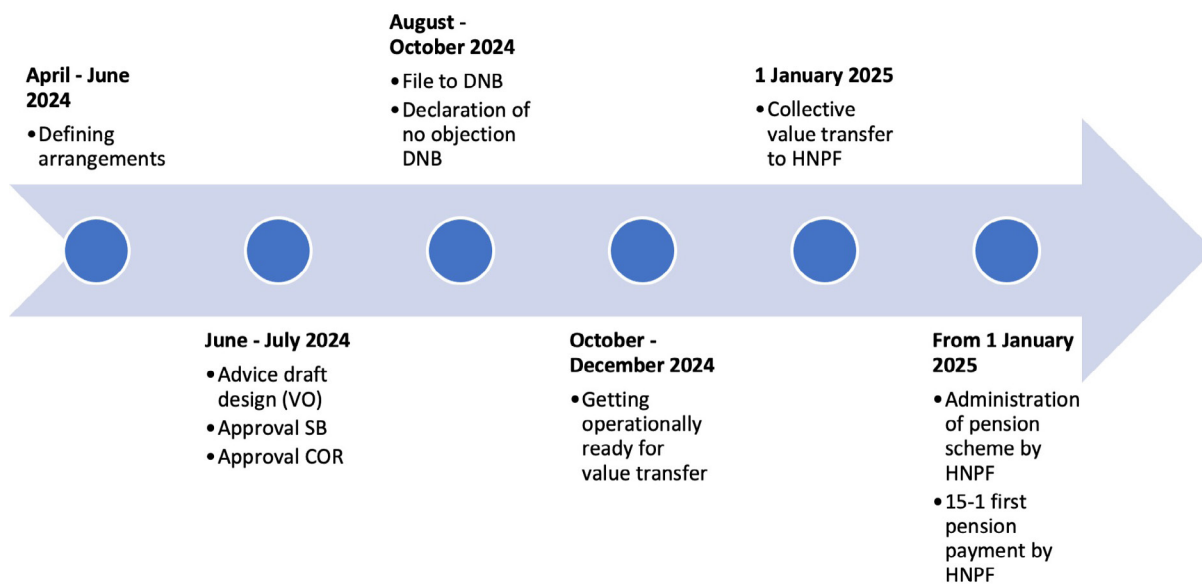 April - June
2024
•Defining
arrangements
June - July 2024
•Advice draft
design (VO)
•Approval SB
•Approval COR
August -
October 2024
•File to DNB
•Declaration of
no objection
DNB
October -
December 2024
•Getting
operationally
ready for
value transfer
1 January 2025
•Collective
value transfer
to HNPF
From 1 January
2025
•Administration
of pension
scheme by
HNPF
•15-1 first
pension
payment by
HNPF